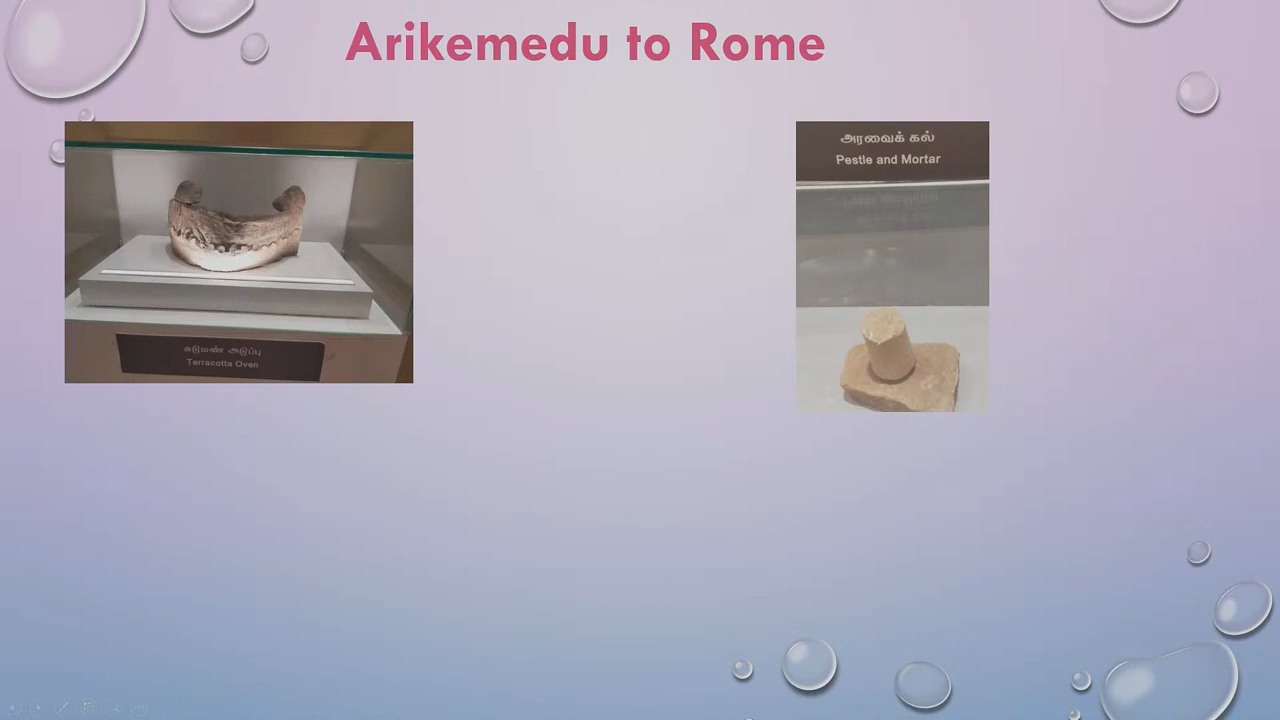 Arikemedu to Rome
சுடுமண் அடுப்பு
Terracotta Oven
அரவைக் கல்
Pestle and Mortar